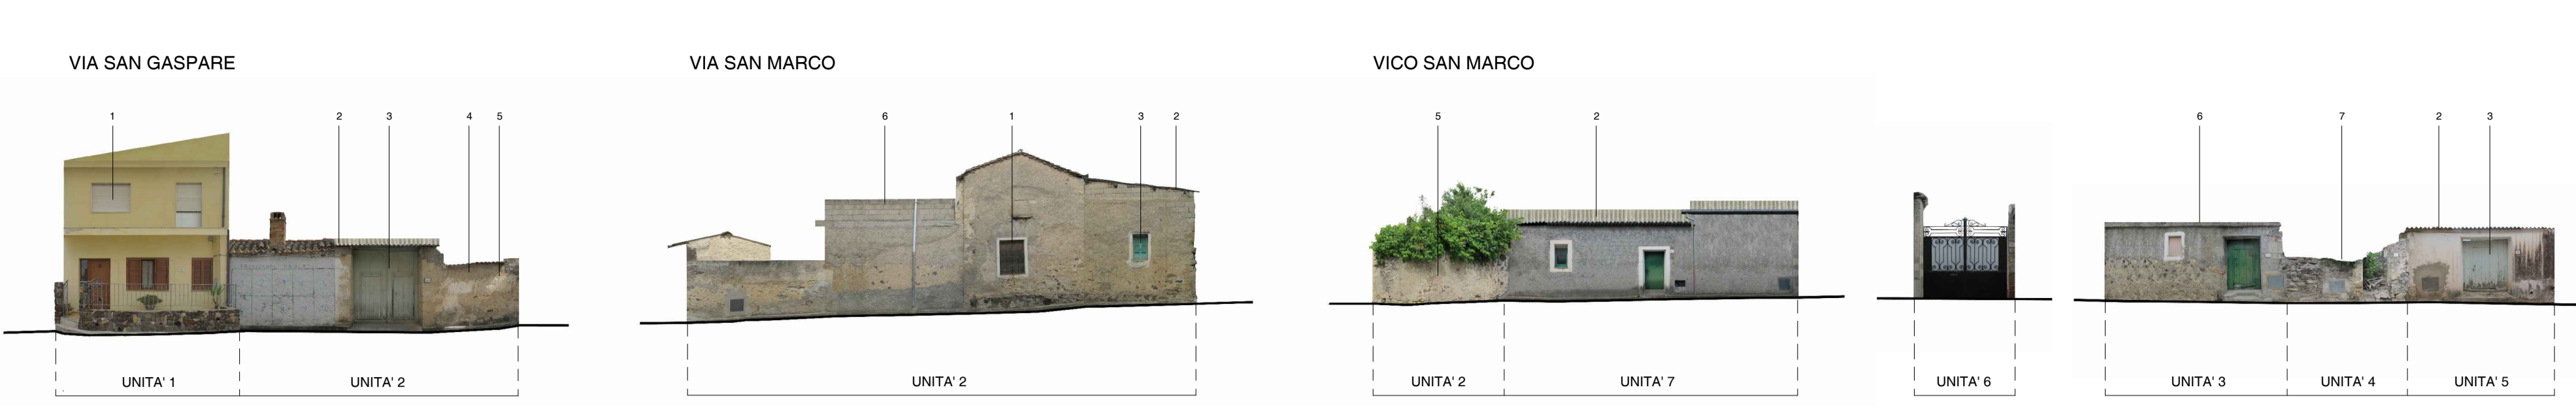 VIA SAN GASPARE VIA SAN MARCO VICO SAN MARCO
1 2 3 4 5 6 1 3 2 5 2 6 7 2 3
UNITA' 1 UNITA' 2 UNITA' 2 UNITA' 2 UNITA' 7 UNITA' 6 UNITA' 3 UNITA' 4 UNITA' 5